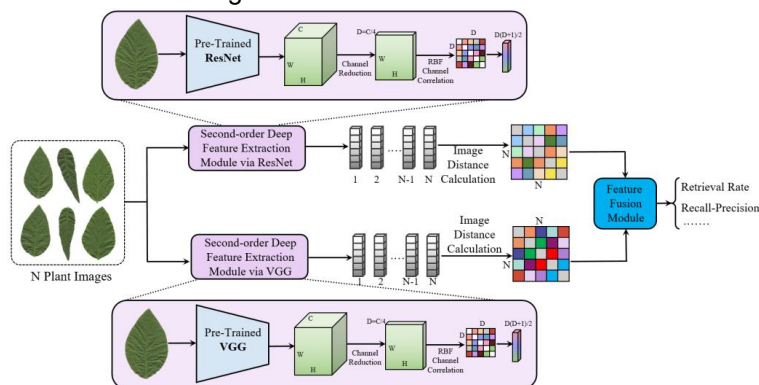 C
D=C/4
D
D(D+1)/2
Pre-Trained
ResNet
W
H
Channel
Reduction
W
H
RBF
Channel
Correlation
D
Second-order Deep
Feature Extraction
Module via ResNet
1 2 N-1 N
Image
Distance
Calculation
N
N
N Plant Images
Feature
Fusion
Module
Retrieval Rate
Recall-Precision
.......
Second-order Deep
Feature Extraction
Module via VGG
1 2 N-1 N
Image
Distance
Calculation
N
N
C
D=C/4
D
D(D+1)/2
Pre-Trained
VGG
W
H
Channel
Reduction
W
H
RBF
Channel
Correlation
D